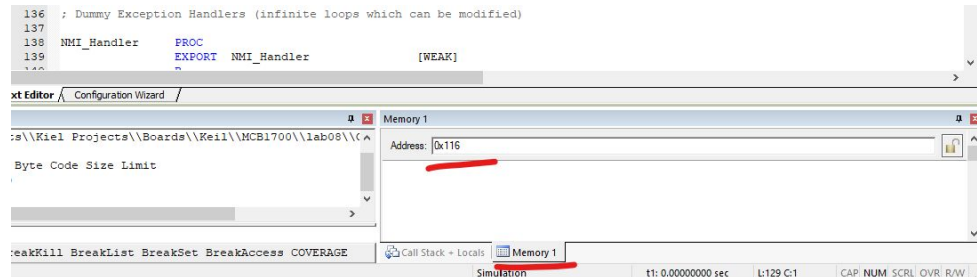 136 ; Dummy Exception Handlers (infinite loops which can be modified)
137
138 NMI_Handler PROC
139 EXPORT NMI_Handler [WEAK]
xt Editor Configuration Wizard
Memory 1
:s\\Kiel Projects\\Boards\\Keil\\MCB1700\\lab08\\
Address: 0x116
Byte Code Size Limit
reakKill BreakList BreakSet BreakAccess COVERAGE
Call Stack + Locals Memory 1
Simulation t1: 0.00000000 sec L:129 C:1 CAP NUM SCRL OVR R/W